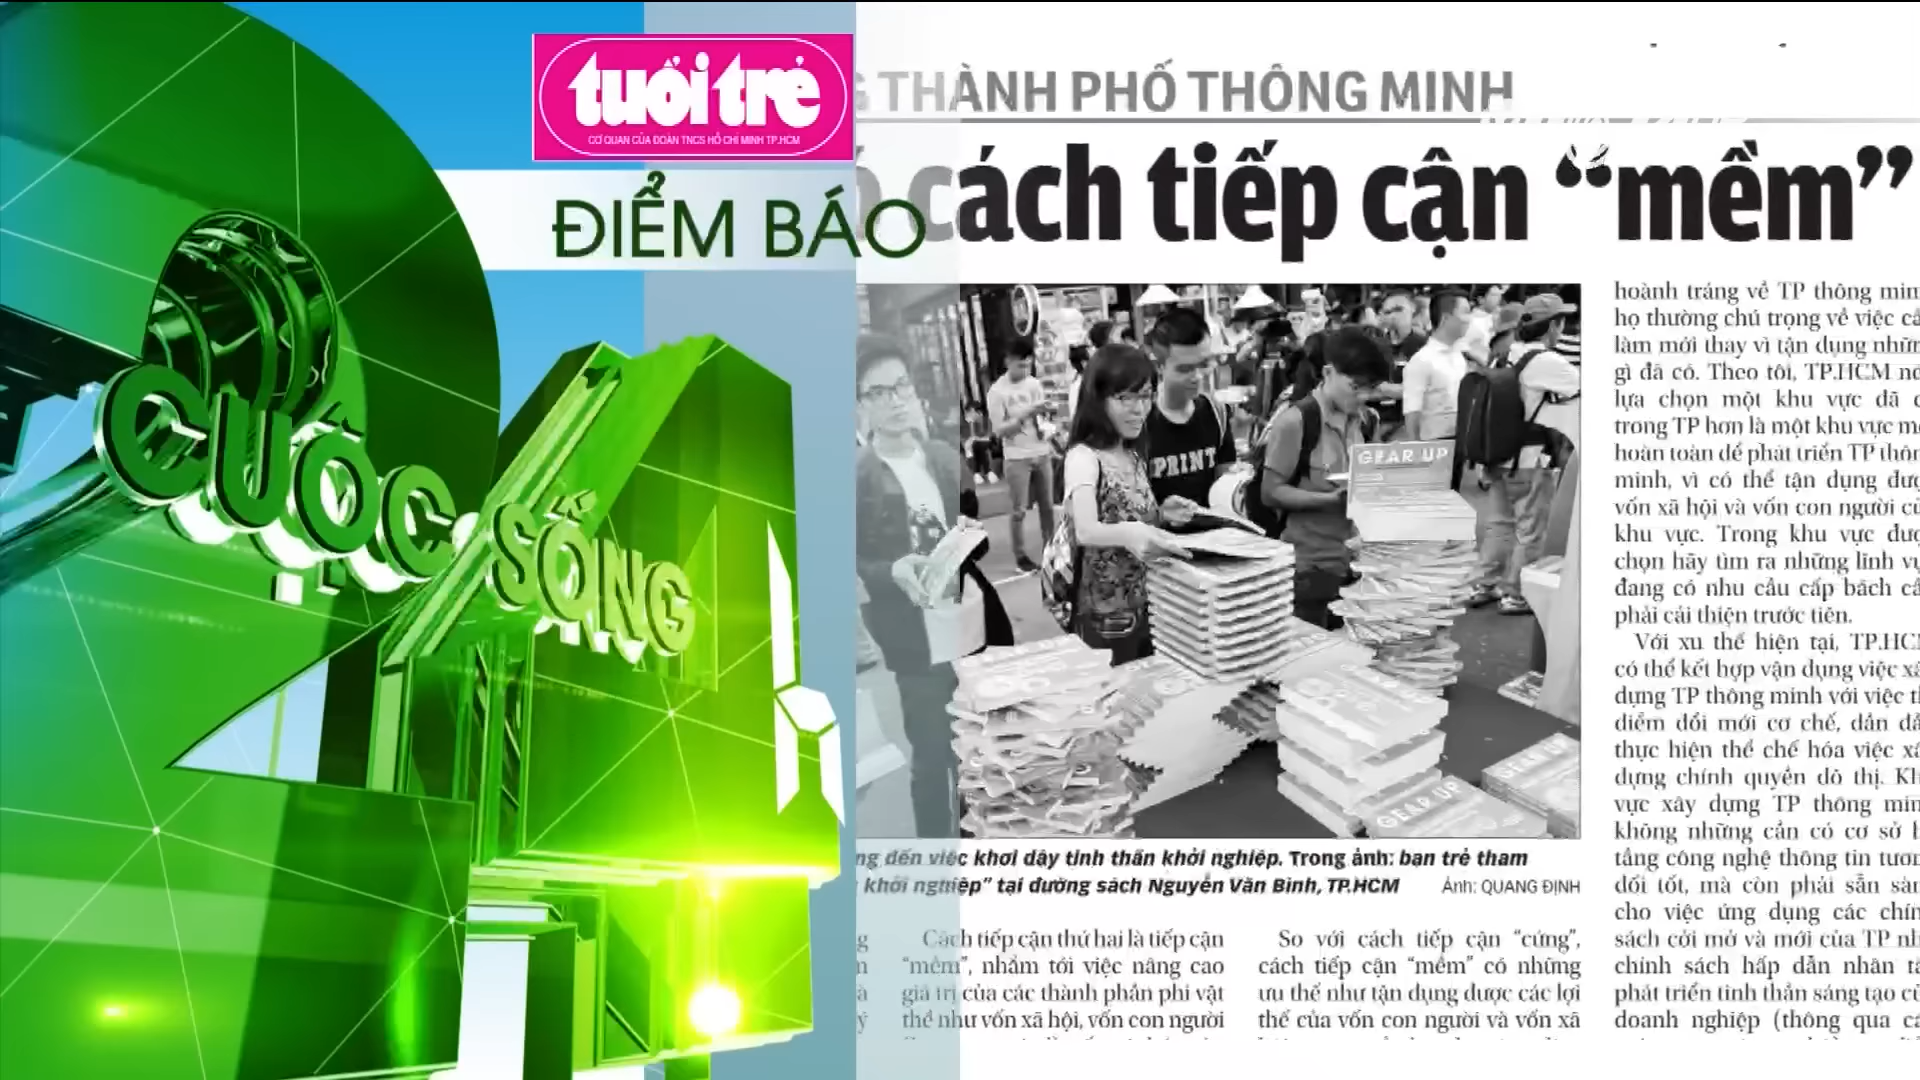 tuổi trẻ
CƠ QUAN CỦA ĐOÀN TNCS HỒ CHÍ MINH TP.HCM
ĐIỂM BÁO
CUỘC SỐNG
24h
THÀNH PHỐ THÔNG MINH
cách tiếp cận “mềm”
PRINT
GEAR UP
GEAR UP
GEAR UP
đến việc khơi dậy tinh thần khởi nghiệp. Trong ảnh: bạn trẻ tham
khởi nghiệp” tại đường sách Nguyễn Văn Bình, TP.HCM
Ảnh: QUANG ĐỊNH
Cách tiếp cận thứ hai là tiếp cận
“mềm”, nhằm tới việc nâng cao
giá trị của các thành phần phi vật
thể như vốn xã hội, vốn con người
So với cách tiếp cận “cứng”,
cách tiếp cận “mềm” có những
ưu thế như tận dụng được các lợi
thế của vốn con người và vốn xã
hoành tráng về TP thông
họ thường chú trọng về việc
làm mới thay vì tận dụng
gì đã có. Theo tôi, TP.HCM
lựa chọn một khu vực đã
trong TP hơn là một khu vực
hoàn toàn để phát triển TP
minh, vì có thể tận dụng
vốn xã hội và vốn con người
khu vực. Trong khu vực
chọn hãy tìm ra những lĩnh
đang có nhu cầu cấp bách
phải cải thiện trước tiên.
Với xu thế hiện tại,
có thể kết hợp vận dụng việc
dựng TP thông minh với việc
điểm đổi mới cơ chế, dần
thực hiện thể chế hóa việc
dựng chính quyền đô thị.
vực xây dựng TP thông
không những cần có cơ sở
tầng công nghệ thông tin
đối tốt, mà còn phải sẵn
cho việc ứng dụng các
sách cởi mở và mới của TP
chính sách hấp dẫn nhân
phát triển tinh thần sáng tạo
doanh nghiệp (thông qua